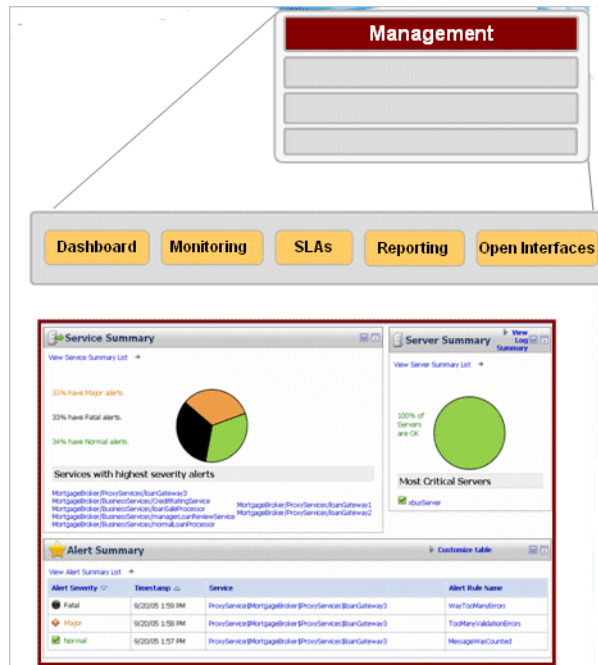 Management
Dashboard
Monitoring
SLAs
Reporting
Open Interfaces
Service Summary
View Service Summary List
33% have Major alerts.
33% have Fatal alerts.
34% have Normal alerts.
Services with highest severity alerts
MortgageBroker/ProxyServices/loanGateway3
MortgageBroker/BusinessServices/CreditRatingService
MortgageBroker/BusinessServices/loanSaleProcessor
MortgageBroker/BusinessServices/managerLoanReviewService
MortgageBroker/BusinessServices/normalLoanProcessor
MortgageBroker/ProxyServices/loanGateway1
MortgageBroker/ProxyServices/loanGateway2
Server Summary
View
Log
Summary
View Server Summary List
100% of
Servers
are OK
Most Critical Servers
xbusServer
Alert Summary
Customize table
View Alert Summary List
Alert Severity Timestamp Service Alert Rule Name
Fatal 9/20/05 1:59 PM ProxyService$MortgageBroker$ProxyServices$loanGateway3 WayTooManyErrors
Major 9/20/05 1:58 PM ProxyService$MortgageBroker$ProxyServices$loanGateway3 TooManyValidationErrors
Normal 9/20/05 1:57 PM ProxyService$MortgageBroker$ProxyServices$loanGateway3 MessageWasCounted